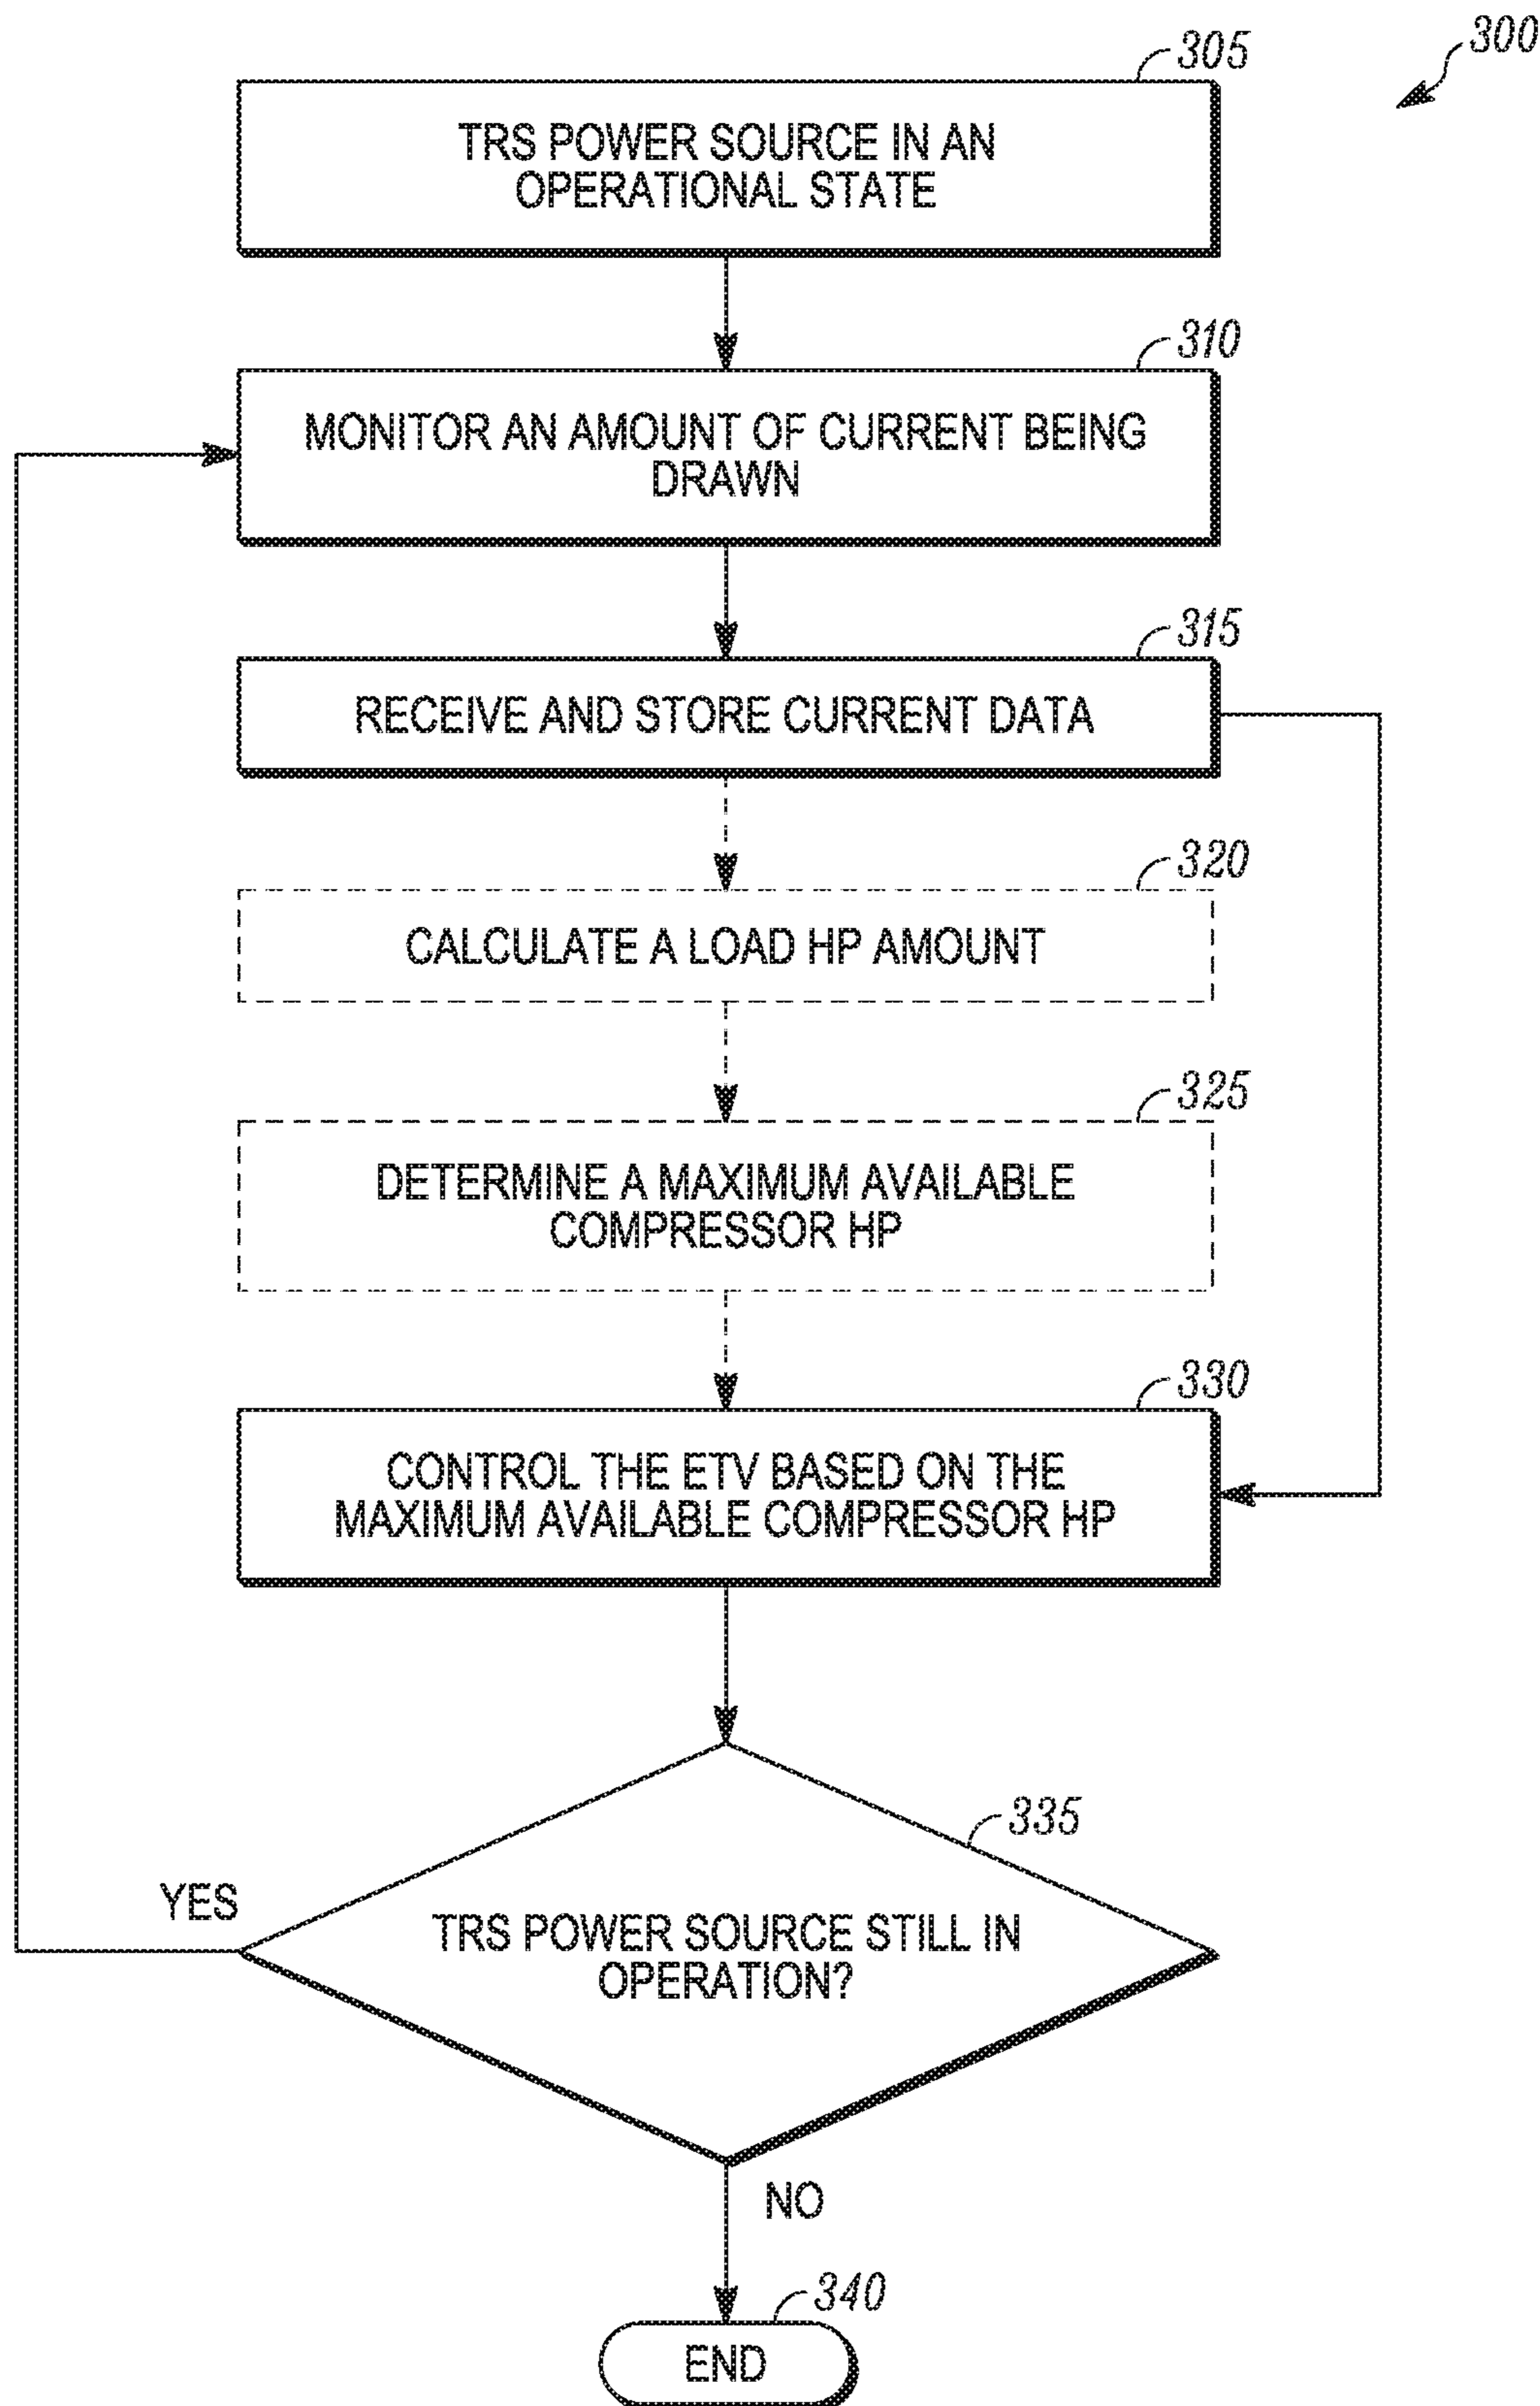 300
305
TRS POWER SOURCE IN AN
OPERATIONAL STATE
310
MONITOR AN AMOUNT OF CURRENT BEING
DRAWN
315
RECEIVE AND STORE CURRENT DATA
320
CALCULATE A LOAD HP AMOUNT
325
DETERMINE A MAXIMUM AVAILABLE
COMPRESSOR HP
330
CONTROL THE ETV BASED ON THE
MAXIMUM AVAILABLE COMPRESSOR HP
335
YES
TRS POWER SOURCE STILL IN
OPERATION?
NO
340
END